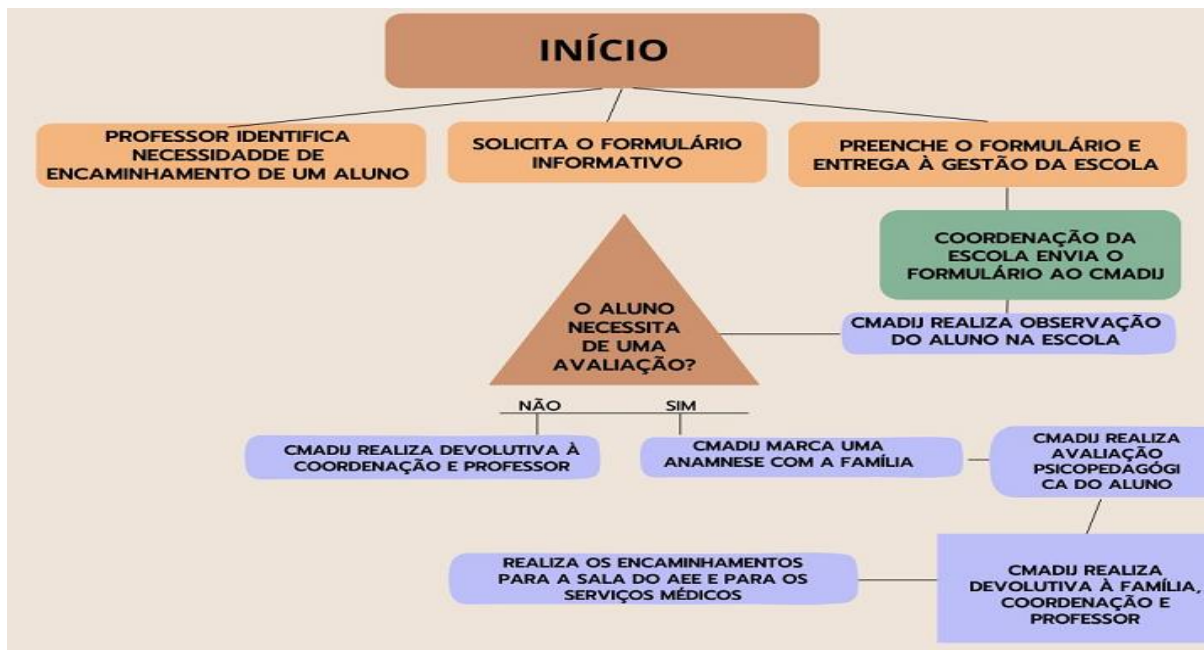 INÍCIO
PROFESSOR IDENTIFICA
NECESSIDADDE DE
ENCAMINHAMENTO DE UM ALUNO
SOLICITA O FORMULÁRIO
INFORMATIVO
PREENCHE O FORMULÁRIO E
ENTREGA À GESTÃO DA ESCOLA
COORDENAÇÃO DA
ESCOLA ENVIA O
FORMULÁRIO AO CMADIJ
CMADIJ REALIZA OBSERVAÇÃO
DO ALUNO NA ESCOLA
O ALUNO
NECESSITA
DE UMA
AVALIAÇÃO?
NÃO
SIM
CMADIJ REALIZA DEVOLUTIVA À
COORDENAÇÃO E PROFESSOR
CMADIJ MARCA UMA
ANAMNESE COM A FAMÍLIA
CMADIJ REALIZA
AVALIAÇÃO
PSICOPEDAGÓGI
CA DO ALUNO
CMADIJ REALIZA
DEVOLUTIVA À FAMÍLIA,
COORDENAÇÃO E
PROFESSOR
REALIZA OS ENCAMINHAMENTOS
PARA A SALA DO AEE E PARA OS
SERVIÇOS MÉDICOS